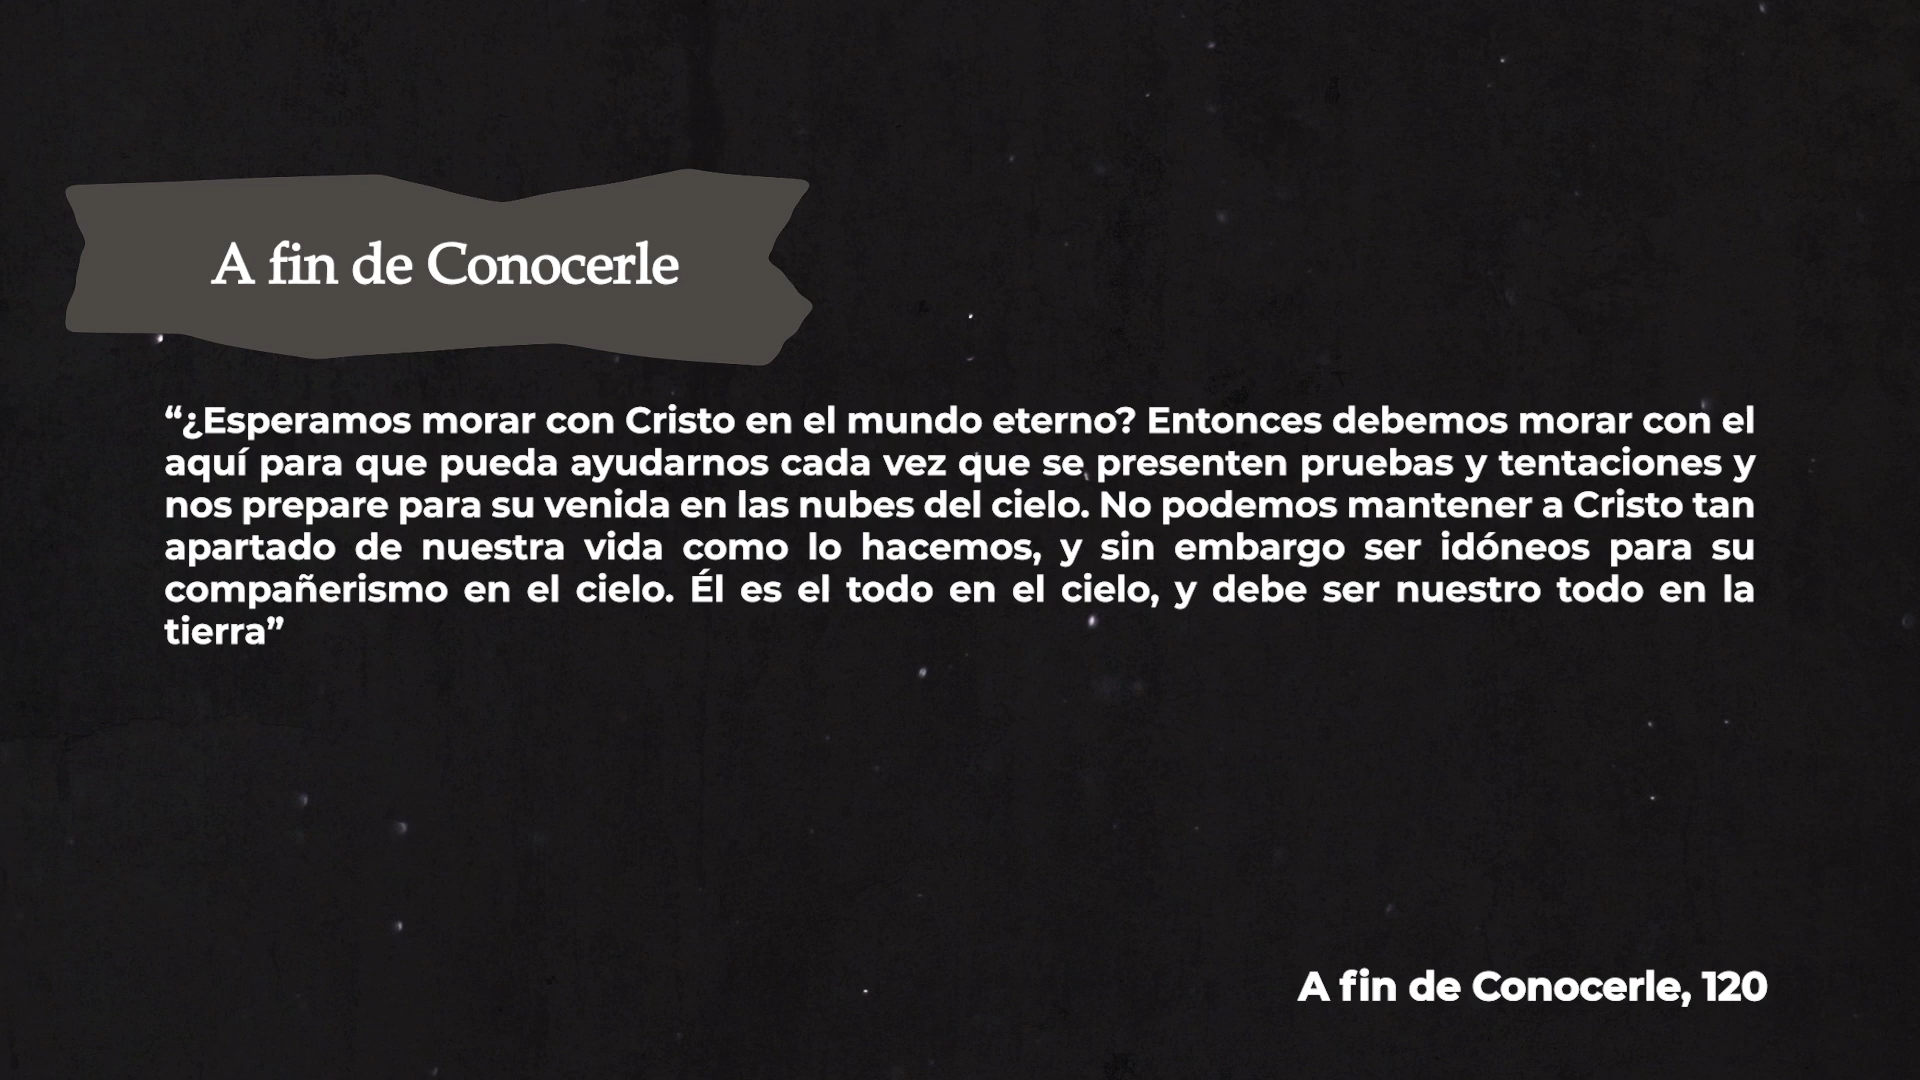 A fin de Conocerle
“¿Esperamos morar con Cristo en el mundo eterno? Entonces debemos morar con el
aquí para que pueda ayudarnos cada vez que se presenten pruebas y tentaciones y
nos prepare para su venida en las nubes del cielo. No podemos mantener a Cristo tan
apartado de nuestra vida como lo hacemos, y sin embargo ser idóneos para su
compañerismo en el cielo. Él es el todo en el cielo, y debe ser nuestro todo en la
tierra”
A fin de Conocerle, 120